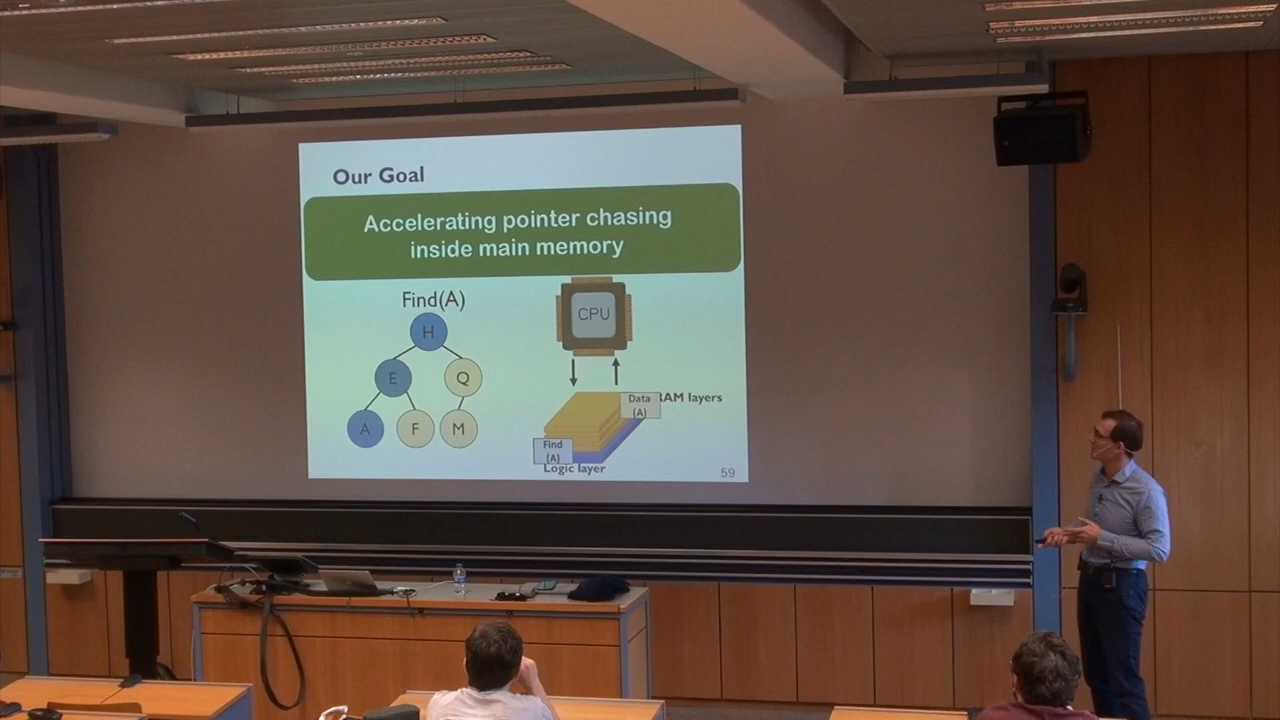 Our Goal
Accelerating pointer chasing
inside main memory
Find(A)
H
E
Q
A
F
M
CPU
Data
(A)
RAM layers
Find
(A)
Logic layer
59